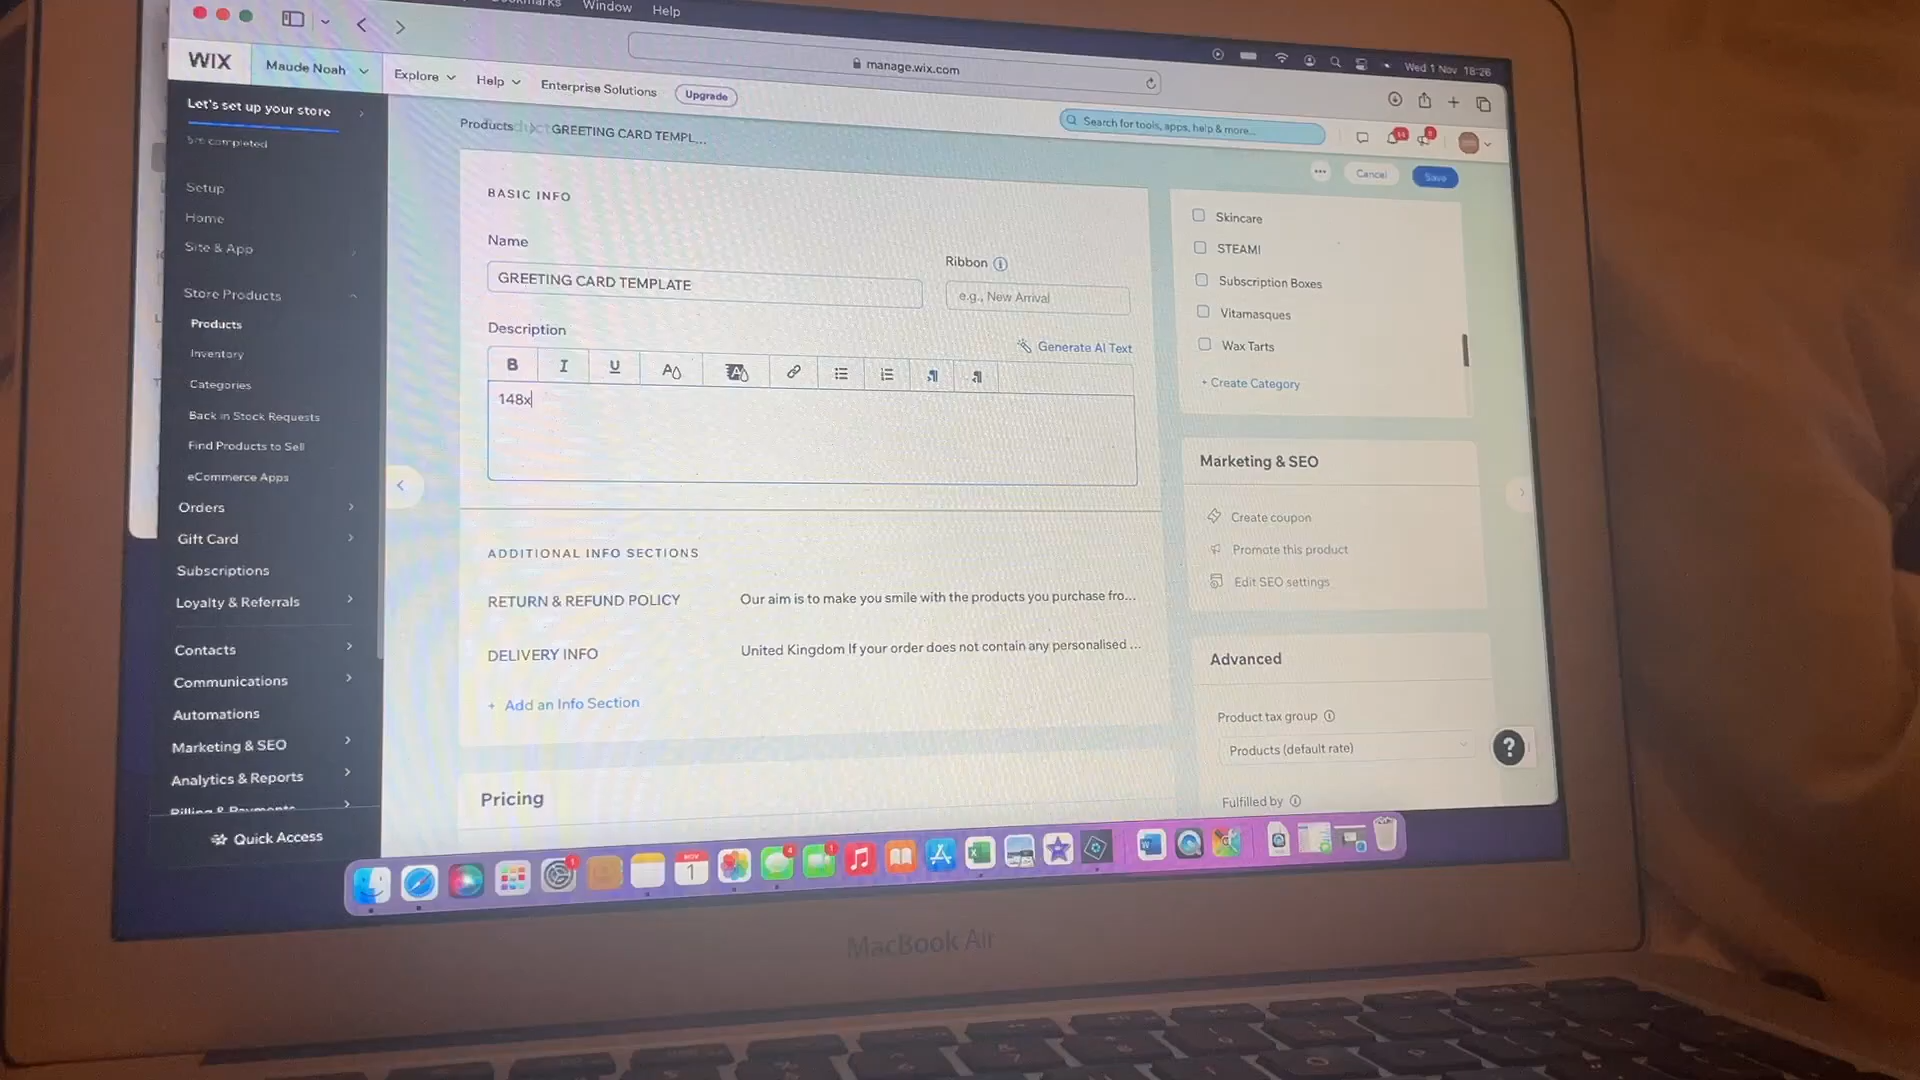 Window
Help
Wed 1 Nov 18:26
manage.wix.com
WIX
Maude Noah
Explore
Help
Enterprise Solutions
Upgrade
Search for tools, apps, help & more...
Let's set up your store
completed
Setup
Home
Site & App
Store Products
Products
Inventory
Categories
Back in Stock Requests
Find Products to Sell
eCommerce Apps
Orders
Gift Card
Subscriptions
Loyalty & Referrals
Contacts
Communications
Automations
Marketing & SEO
Analytics & Reports
Billing & Payments
Quick Access
Products
GREETING CARD TEMPL...
Cancel
Save
BASIC INFO
Name
GREETING CARD TEMPLATE
Ribbon
e.g., New Arrival
Description
Generate AI Text
B I U A A
148x
ADDITIONAL INFO SECTIONS
RETURN & REFUND POLICY
Our aim is to make you smile with the products you purchase fro...
DELIVERY INFO
United Kingdom If your order does not contain any personalised ...
+ Add an Info Section
Pricing
Skincare
STEAMI
Subscription Boxes
Vitamasques
Wax Tarts
+ Create Category
Marketing & SEO
Create coupon
Promote this product
Edit SEO settings
Advanced
Product tax group
Products (default rate)
Fulfilled by
?
NOV
1
MacBook Air